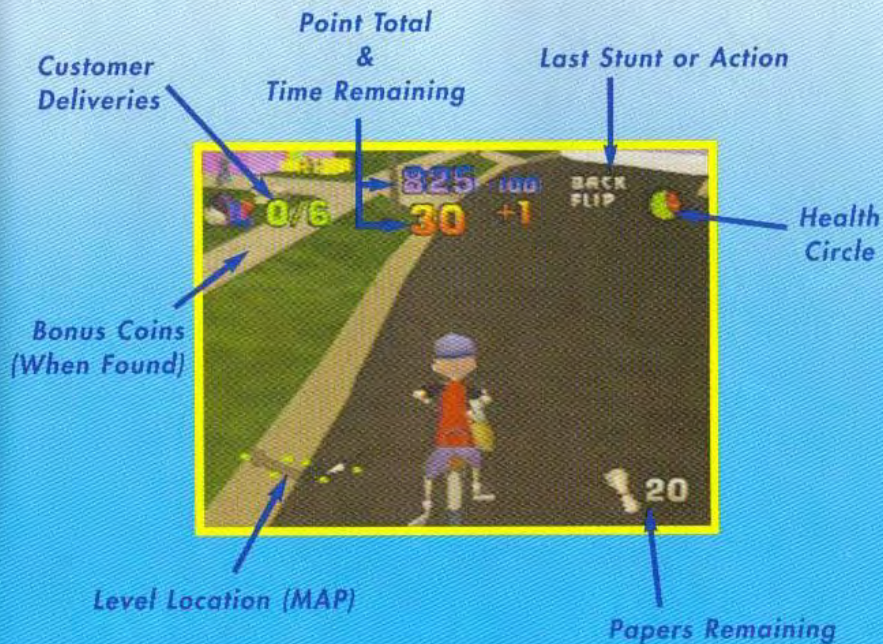 Point Total
&
Time Remaining
Customer
Deliveries
Last Stunt or Action
825 100
BACK
FLIP
0/6
30 +1
Health
Circle
Bonus Coins
(When Found)
20
Level Location (MAP)
Papers Remaining